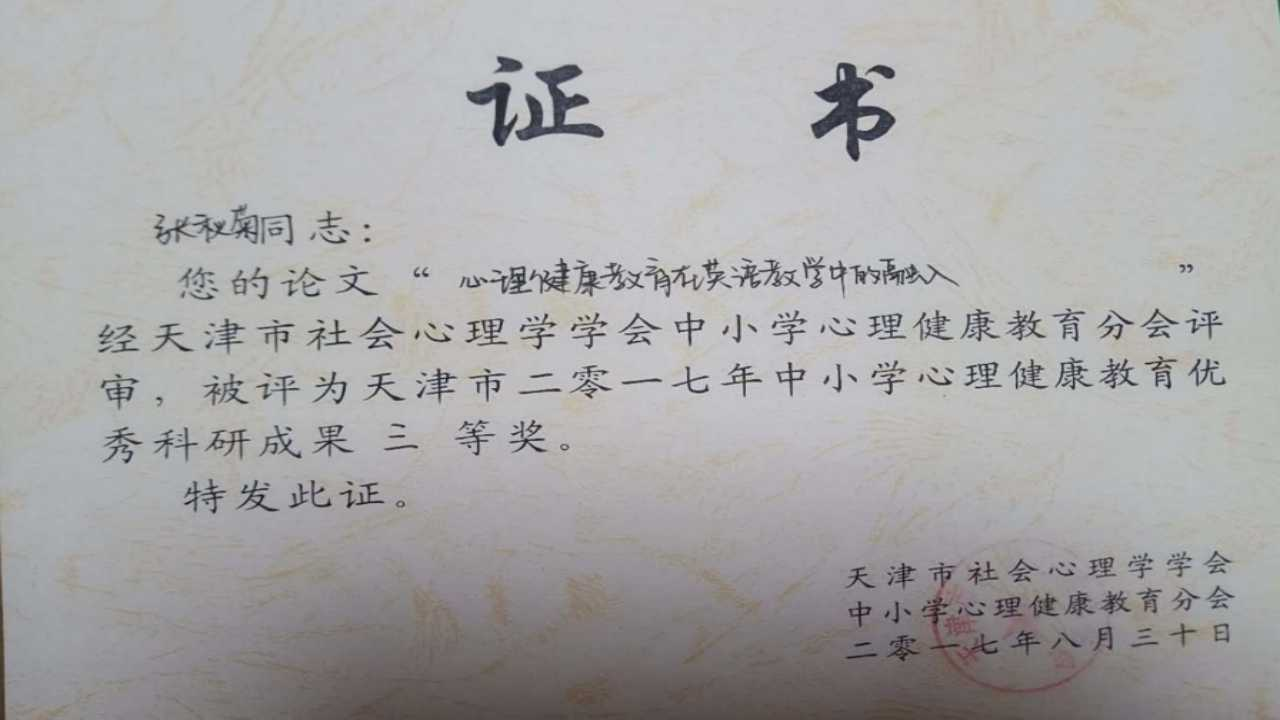 证 书
张秋菊同志：
您的论文“心理健康教育在英语教学中的融入”
经天津市社会心理学学会中小学心理健康教育分会评
审，被评为天津市二零一七年中小学心理健康教育优
秀科研成果 三 等奖。
特发此证。
天津市社会心理学学会
中小学心理健康教育分会
二零一七年八月三十日